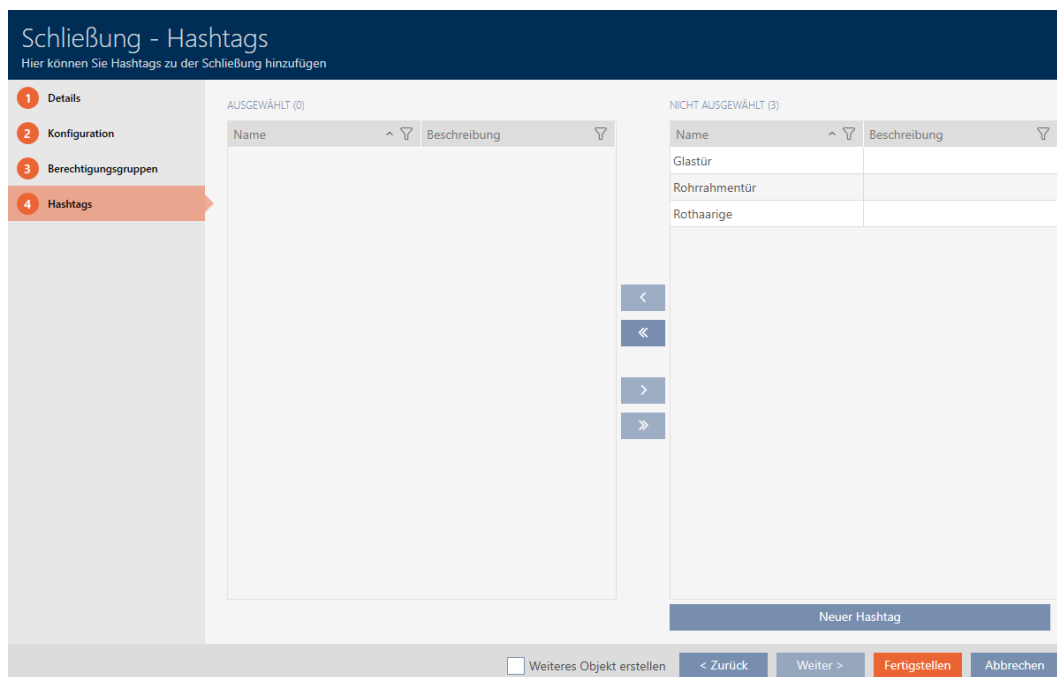 Schließung - Hashtags
Hier können Sie Hashtags zu der Schließung hinzufügen
1 Details
2 Konfiguration
3 Berechtigungsgruppen
4 Hashtags
AUSGEWÄHLT (0)
Name Beschreibung
NICHT AUSGEWÄHLT (3)
Name Beschreibung
Glastür
Rohrrahmentür
Rothaarige
Neuer Hashtag
Weiteres Objekt erstellen < Zurück Weiter > Fertigstellen Abbrechen